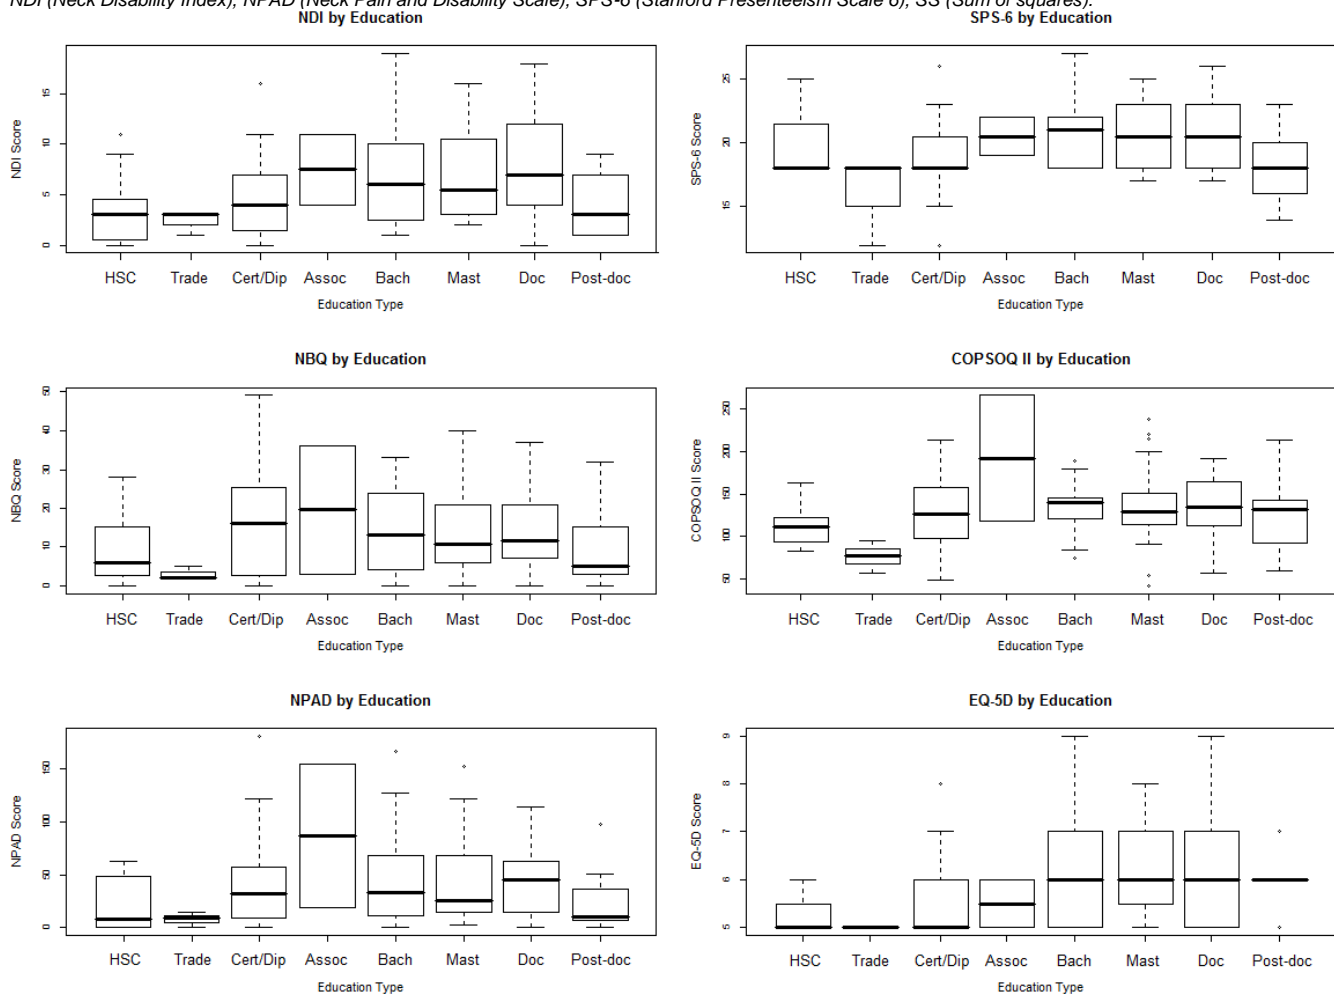 NDI (Neck Disability Index), NPAD (Neck Pain and Disability Scale), SPS-6 (Stanford Presenteeism Scale 6), SS (Sum of squares).
NDI by Education
NDI Score
15
10
5
0
HSC Trade Cert/Dip Assoc Bach Mast Doc Post-doc
Education Type
SPS-6 by Education
SPS-6 Score
25
20
15
HSC Trade Cert/Dip Assoc Bach Mast Doc Post-doc
Education Type
NBQ by Education
NBQ Score
50
40
30
20
10
0
HSC Trade Cert/Dip Assoc Bach Mast Doc Post-doc
Education Type
COPSOQ II by Education
COPSOQ II Score
250
200
150
100
50
HSC Trade Cert/Dip Assoc Bach Mast Doc Post-doc
Education Type
NPAD by Education
NPAD Score
150
100
50
0
HSC Trade Cert/Dip Assoc Bach Mast Doc Post-doc
Education Type
EQ-5D by Education
EQ-5D Score
9
8
7
6
5
HSC Trade Cert/Dip Assoc Bach Mast Doc Post-doc
Education Type